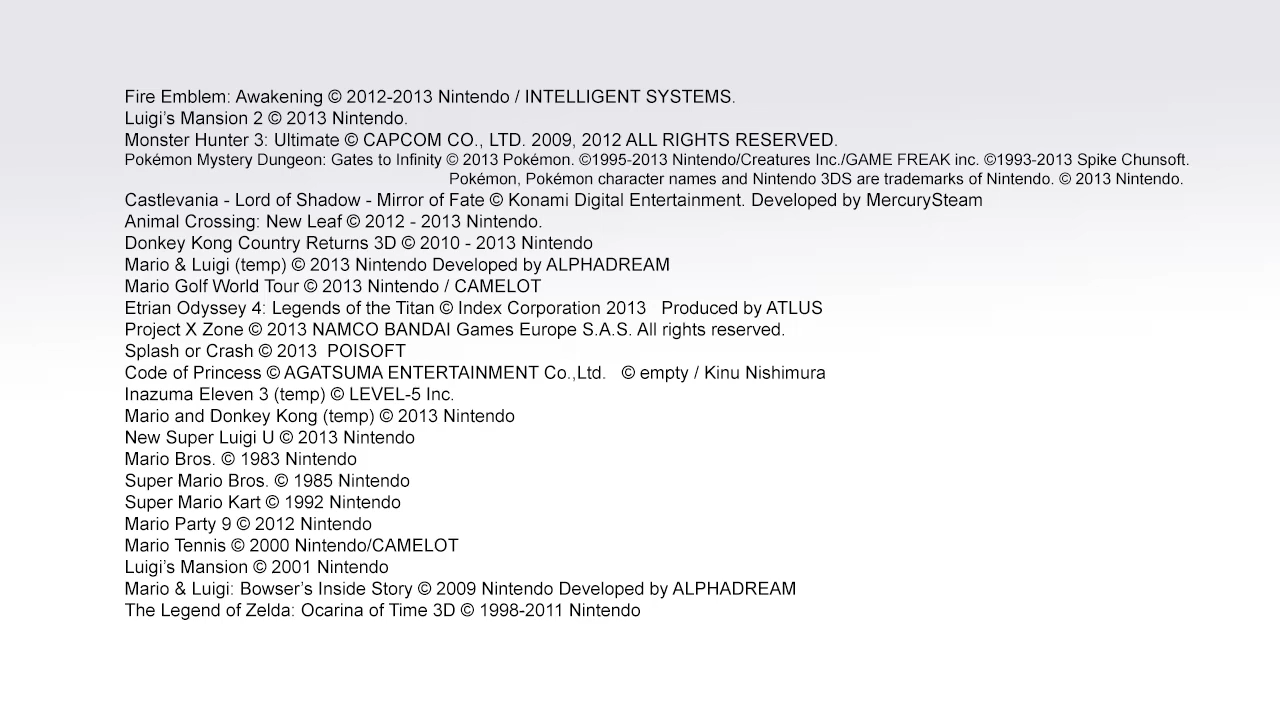 Fire Emblem: Awakening © 2012-2013 Nintendo / INTELLIGENT SYSTEMS.
Luigi’s Mansion 2 © 2013 Nintendo.
Monster Hunter 3: Ultimate © CAPCOM CO., LTD. 2009, 2012 ALL RIGHTS RESERVED.
Pokémon Mystery Dungeon: Gates to Infinity © 2013 Pokémon. ©1995-2013 Nintendo/Creatures Inc./GAME FREAK inc. ©1993-2013 Spike Chunsoft.
Pokémon, Pokémon character names and Nintendo 3DS are trademarks of Nintendo. © 2013 Nintendo.
Castlevania - Lord of Shadow - Mirror of Fate © Konami Digital Entertainment. Developed by MercurySteam
Animal Crossing: New Leaf © 2012 - 2013 Nintendo.
Donkey Kong Country Returns 3D © 2010 - 2013 Nintendo
Mario & Luigi (temp) © 2013 Nintendo Developed by ALPHADREAM
Mario Golf World Tour © 2013 Nintendo / CAMELOT
Etrian Odyssey 4: Legends of the Titan © Index Corporation 2013   Produced by ATLUS
Project X Zone © 2013 NAMCO BANDAI Games Europe S.A.S. All rights reserved.
Splash or Crash © 2013  POISOFT
Code of Princess © AGATSUMA ENTERTAINMENT Co.,Ltd.   © empty / Kinu Nishimura
Inazuma Eleven 3 (temp) © LEVEL-5 Inc.
Mario and Donkey Kong (temp) © 2013 Nintendo
New Super Luigi U © 2013 Nintendo
Mario Bros. © 1983 Nintendo
Super Mario Bros. © 1985 Nintendo
Super Mario Kart © 1992 Nintendo
Mario Party 9 © 2012 Nintendo
Mario Tennis © 2000 Nintendo/CAMELOT
Luigi’s Mansion © 2001 Nintendo
Mario & Luigi: Bowser’s Inside Story © 2009 Nintendo Developed by ALPHADREAM
The Legend of Zelda: Ocarina of Time 3D © 1998-2011 Nintendo